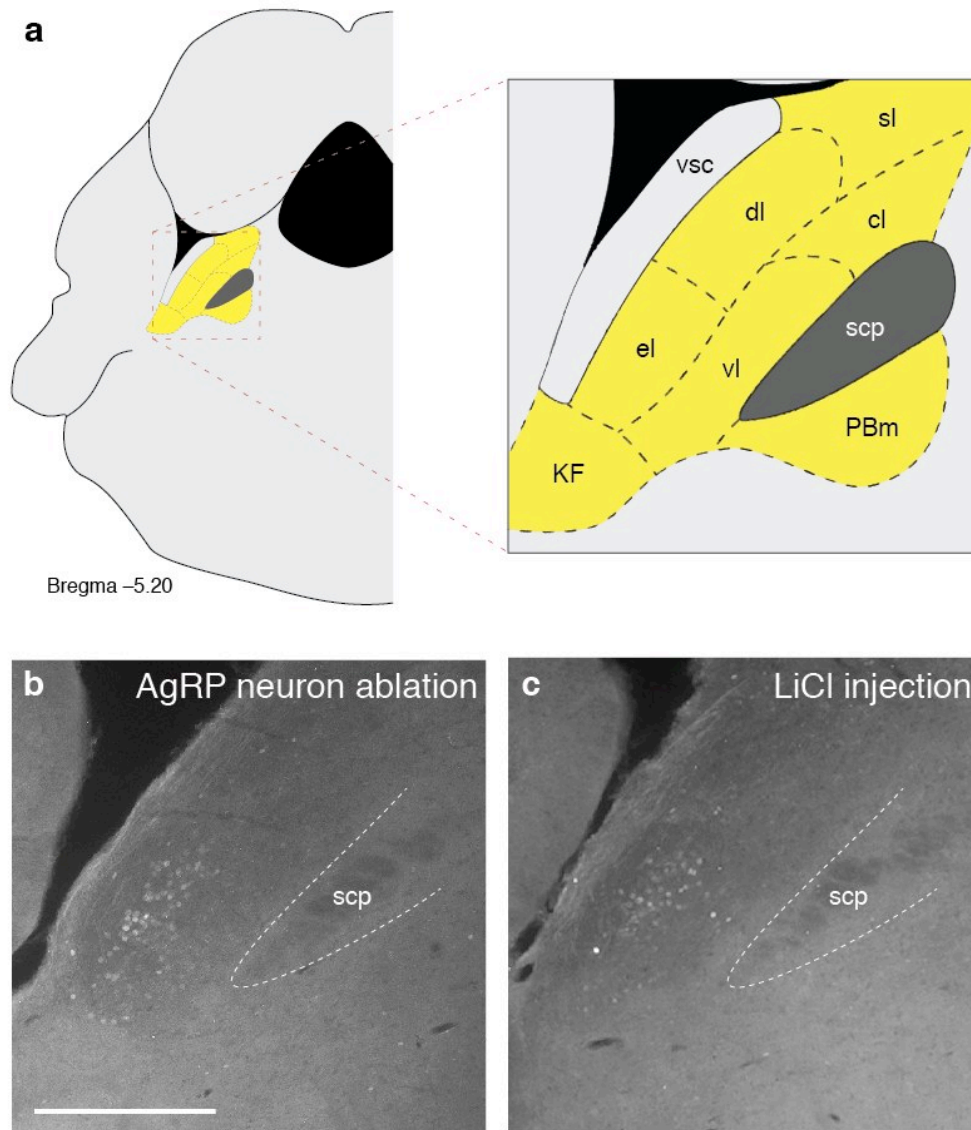 a
vsc
sl
dl
cl
scp
el
vl
PBm
KF
Bregma –5.20
b
AgRP neuron ablation
scp
c
LiCl injection
scp